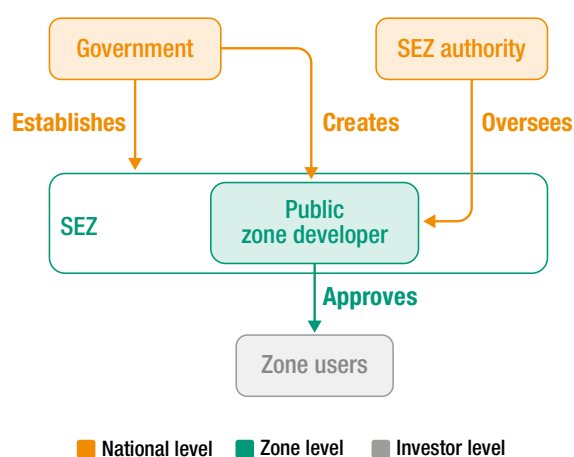 Government
SEZ authority
Establishes
Creates
Oversees
SEZ
Public
zone developer
Approves
Zone users
National level
Zone level
Investor level